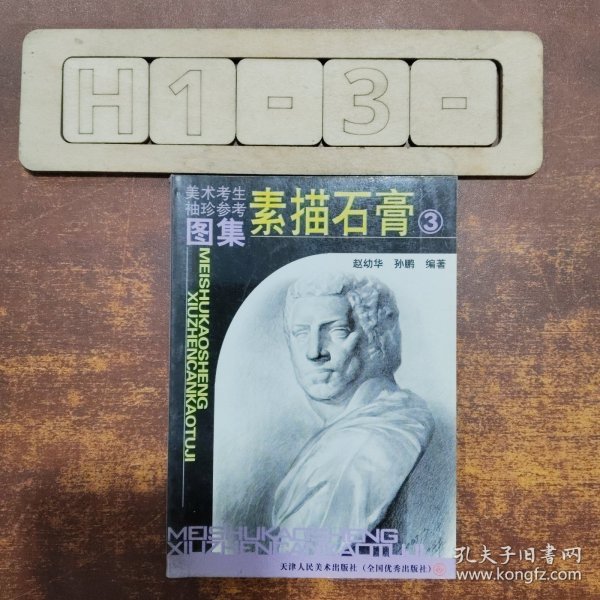 H1-3-
美术考生
袖珍参考
图集
素描石膏③
赵幼华 孙鹏 编著
MEISHUKAOSHENG
XIUZHENCANKAOTUJI
MEISHUKAOSHENG
XIUZHENCANKAOTUJI
天津人民美术出版社(全国优秀出版社)
孔夫子旧书网
www.kongfz.com